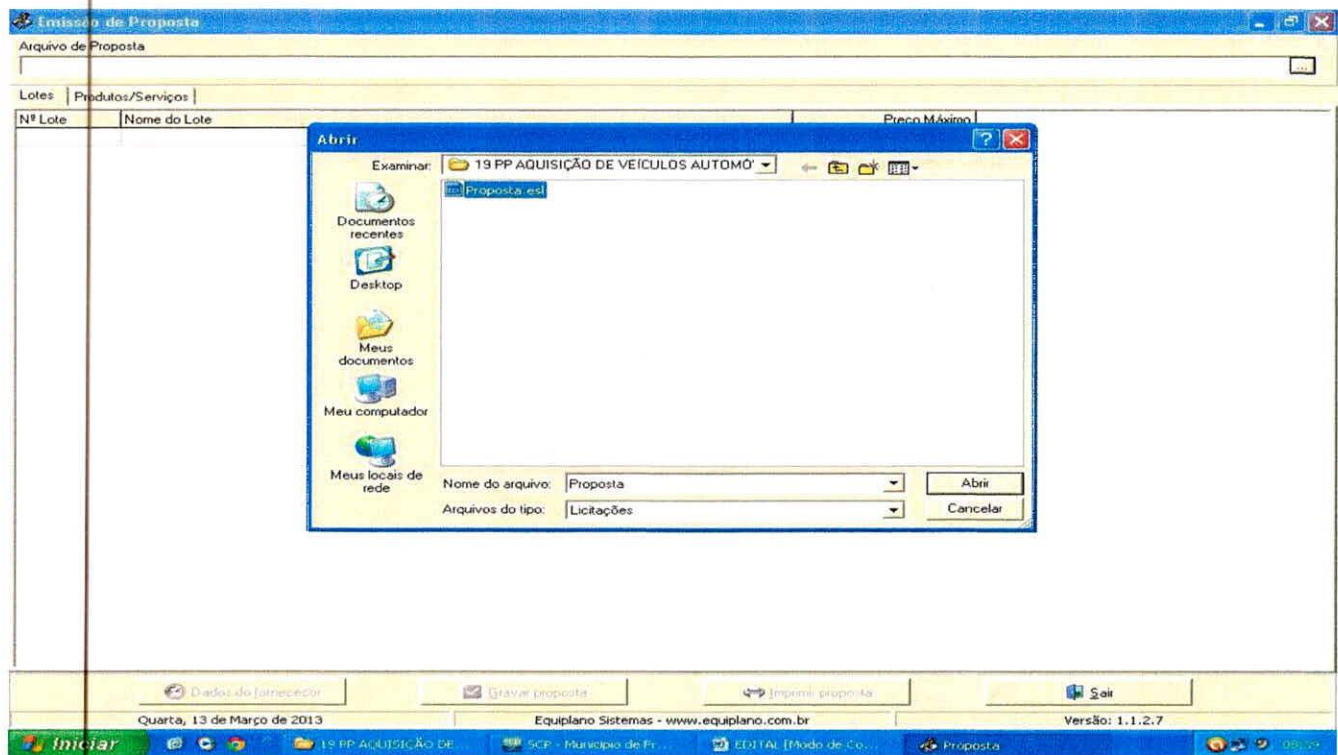 Emissão de Proposta
Arquivo de Proposta
...
Lotes Produtos/Serviços
Nº Lote Nome do Lote Preço Máximo
Abrir
Examinar: 19 PP AQUISIÇÃO DE VEÍCULOS AUTOMÓ
Proposta.esl
Documentos recentes
Desktop
Meus documentos
Meu computador
Meus locais de rede
Nome do arquivo: Proposta Abrir
Arquivos do tipo: Licitações Cancelar
Dados do fornecedor Gravar proposta Imprimir proposta Sair
Quarta, 13 de Março de 2013 Equiplano Sistemas - www.equiplano.com.br Versão: 1.1.2.7
Iniciar 19 PP AQUISIÇÃO DE... SCP - Município de Fr... EDITAL [Modo de Co... Proposta